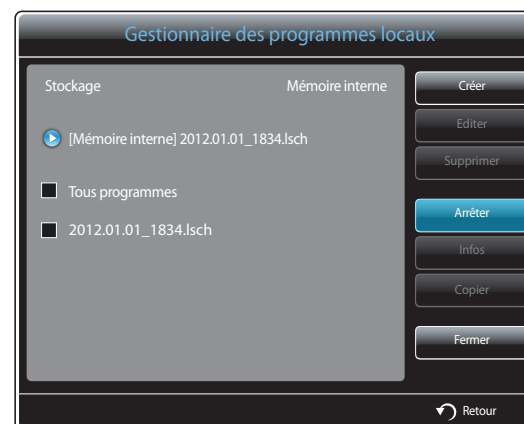 Gestionnaire des programmes locaux
Stockage Mémoire interne
[Mémoire interne] 2012.01.01_1834.lsch
Tous programmes
2012.01.01_1834.lsch
Créer
Editer
Supprimer
Arrêter
Infos
Copier
Fermer
Retour